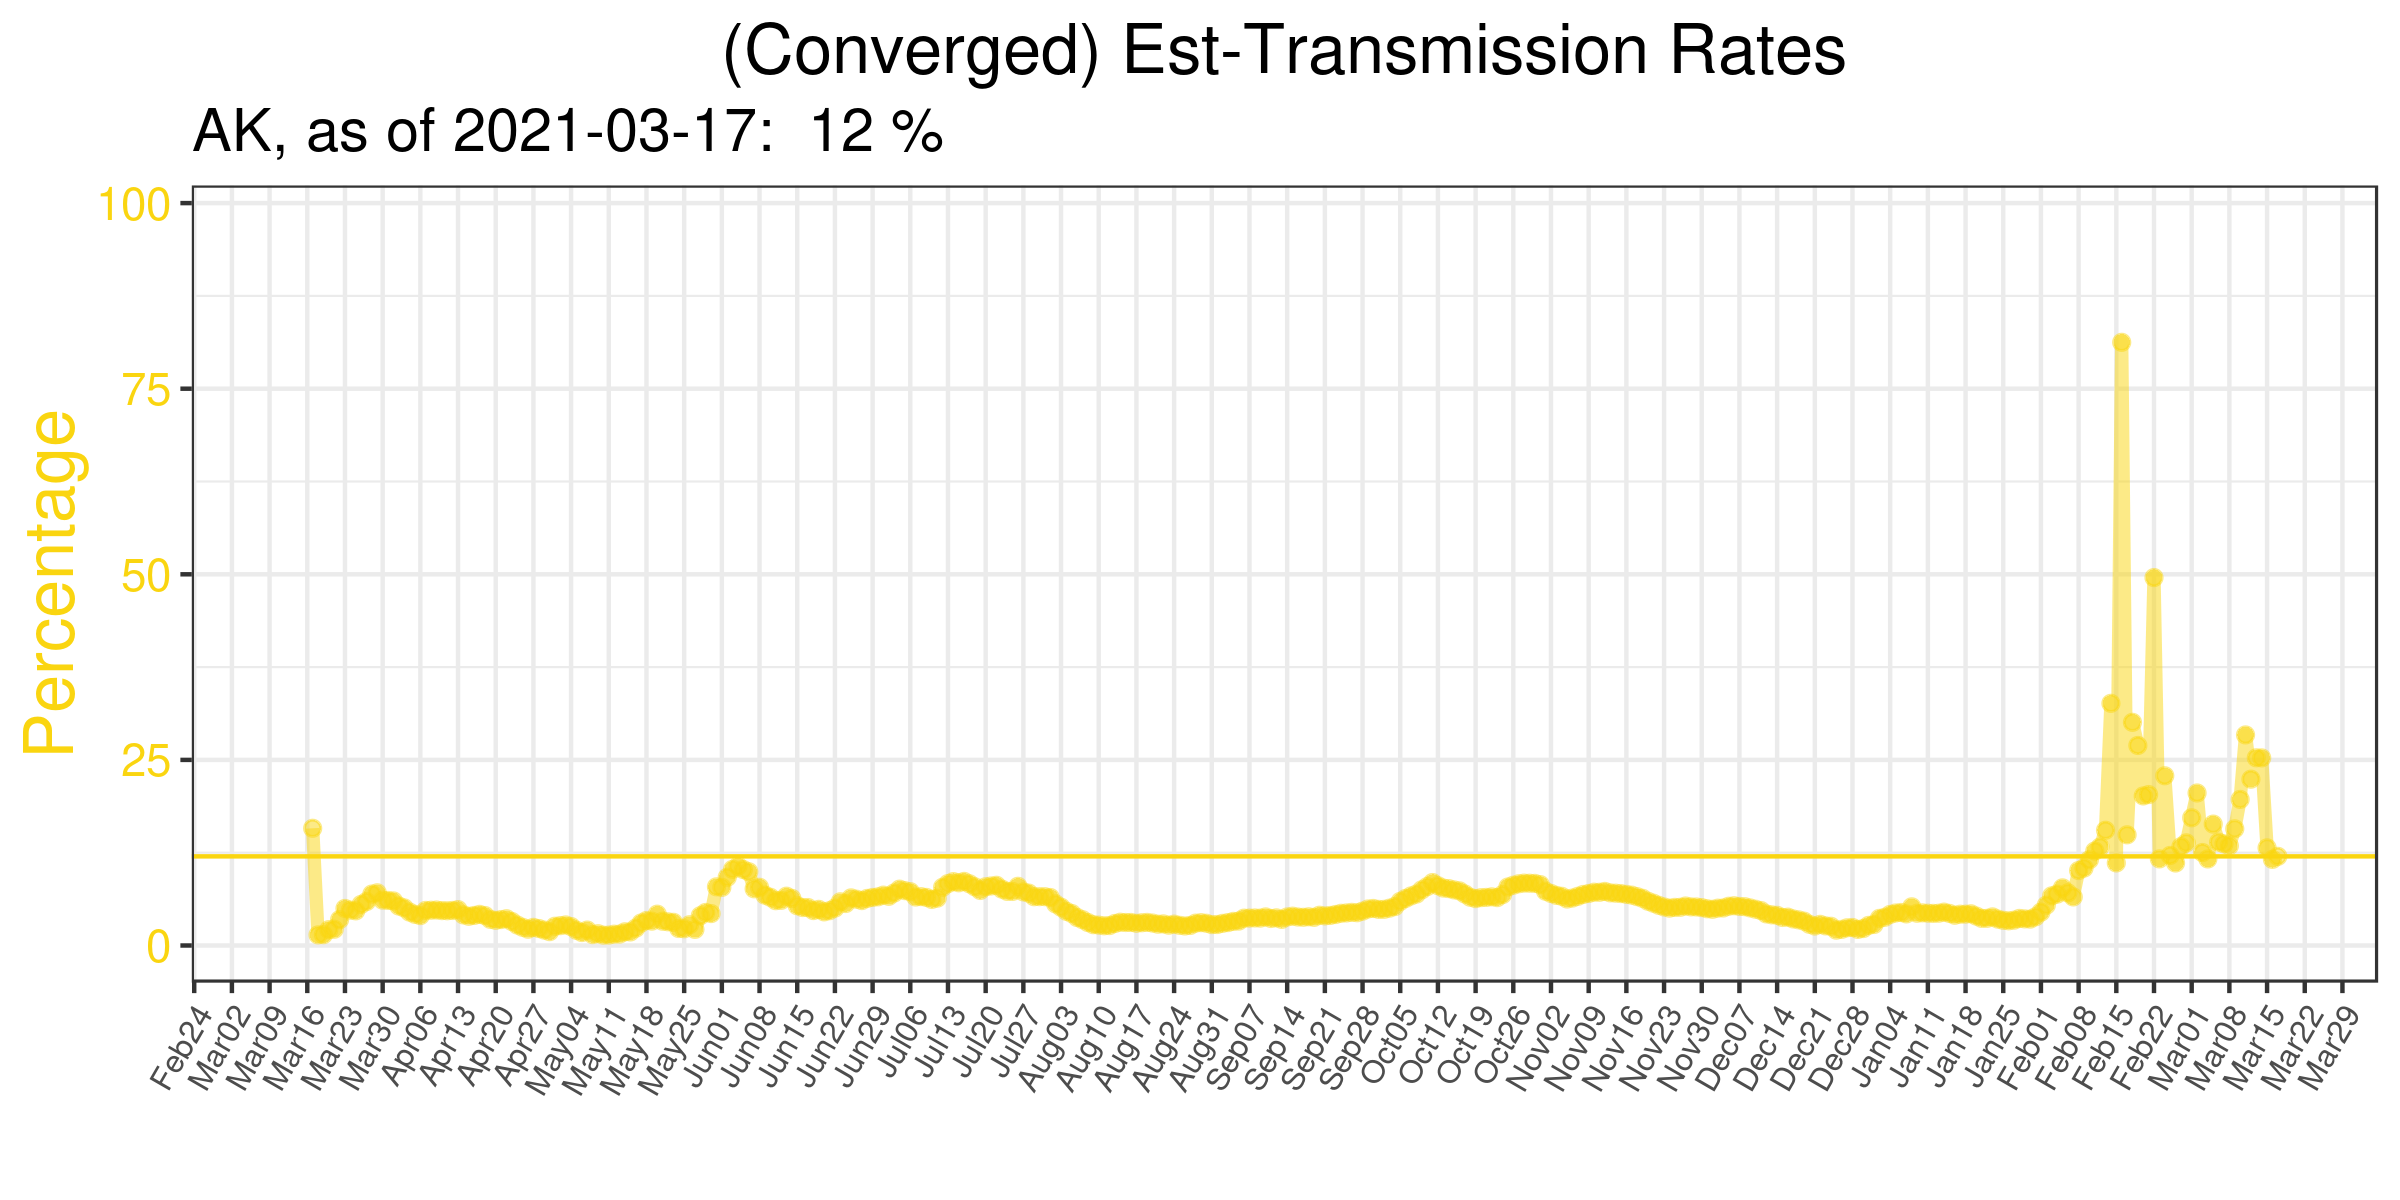 (Converged) Est-Transmission Rates
AK, as of 2021-03-17:  12 %
Percentage
100
75
50
25
0
Feb24
Mar02
Mar09
Mar16
Mar23
Mar30
Apr06
Apr13
Apr20
Apr27
May04
May11
May18
May25
Jun01
Jun08
Jun15
Jun22
Jun29
Jul06
Jul13
Jul20
Jul27
Aug03
Aug10
Aug17
Aug24
Aug31
Sep07
Sep14
Sep21
Sep28
Oct05
Oct12
Oct19
Oct26
Nov02
Nov09
Nov16
Nov23
Nov30
Dec07
Dec14
Dec21
Dec28
Jan04
Jan11
Jan18
Jan25
Feb01
Feb08
Feb15
Feb22
Mar01
Mar08
Mar15
Mar22
Mar29